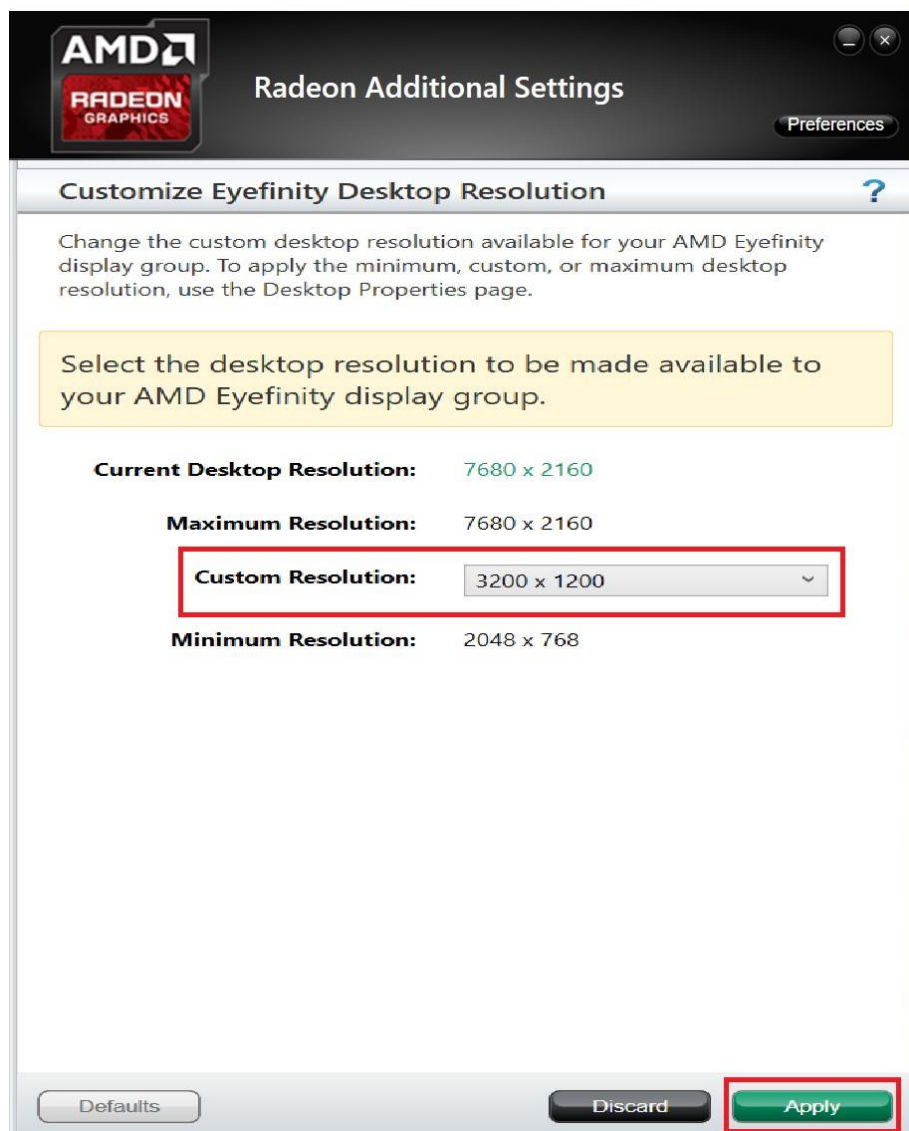 AMD
RADEON
GRAPHICS
Radeon Additional Settings
Preferences
Customize Eyefinity Desktop Resolution
?
Change the custom desktop resolution available for your AMD Eyefinity
display group. To apply the minimum, custom, or maximum desktop
resolution, use the Desktop Properties page.
Select the desktop resolution to be made available to
your AMD Eyefinity display group.
Current Desktop Resolution: 7680 x 2160
Maximum Resolution: 7680 x 2160
Custom Resolution: 3200 x 1200
Minimum Resolution: 2048 x 768
Defaults Discard Apply